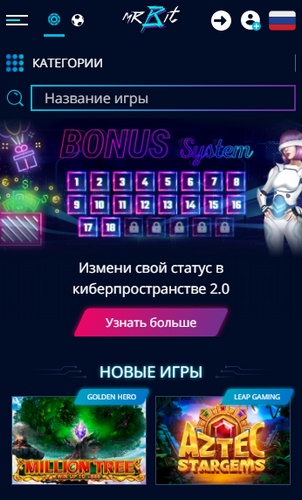 MR Bit
КАТЕГОРИИ
Название игры
BONUS System
1 2 3 4 5 6 7 8
9 10 11 12 13 14 15 16
17 18
Измени свой статус в
киберпространстве 2.0
Узнать больше
НОВЫЕ ИГРЫ
GOLDEN HERO
LEAP GAMING
MILLION TREE
AZTEC
STARGEMS